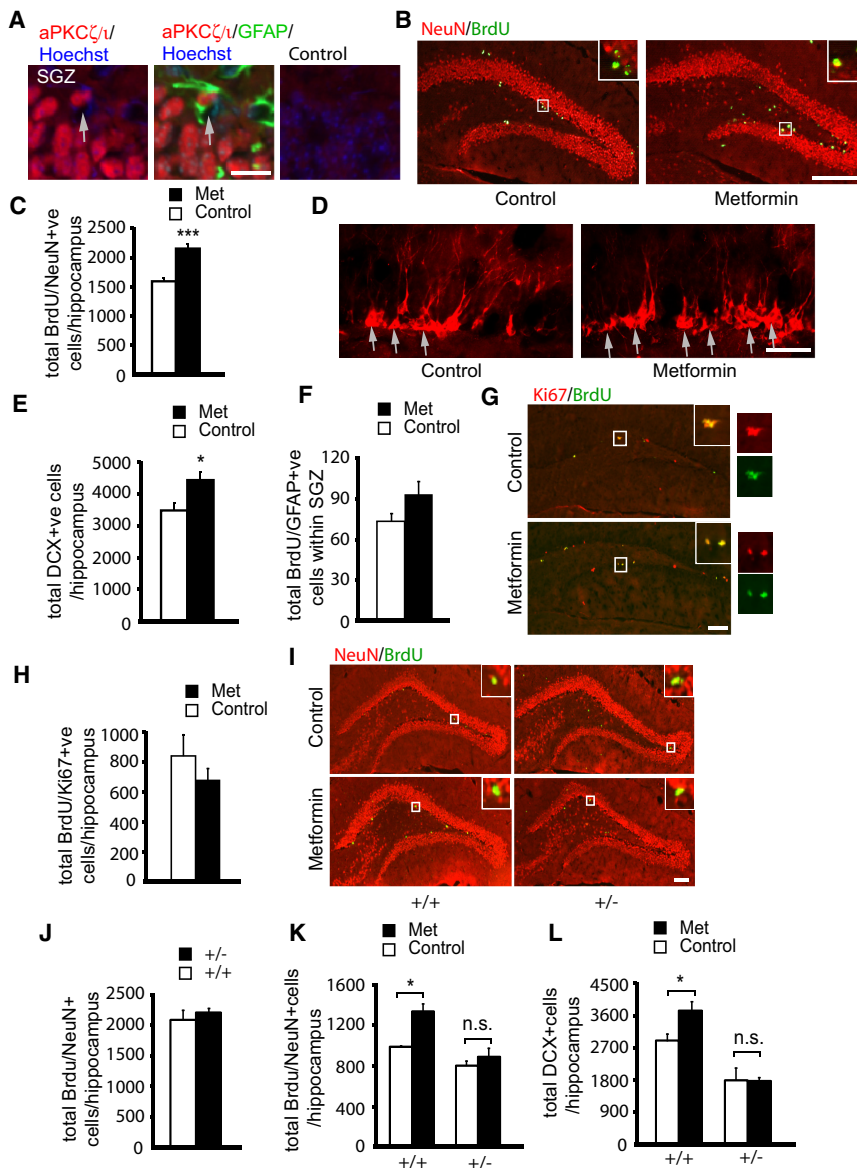 A
aPKCζ/ι/
Hoechst
SGZ
aPKCζ/ι/GFAP/
Hoechst
Control
B
NeuN/BrdU
Control
Metformin
C
Met
Control
total BrdU/NeuN+ve
cells/hippocampus
2500
2000
1500
1000
500
0
***
D
Control
Metformin
E
Met
Control
total DCX+ve cells
/hippocampus
5000
4000
3000
2000
1000
0
*
F
Met
Control
total BrdU/GFAP+ve
cells within SGZ
120
90
60
30
0
G
Ki67/BrdU
Control
Metformin
H
Met
Control
total BrdU/Ki67+ve
cells/hippocampus
1000
800
600
400
200
0
I
NeuN/BrdU
Control
Metformin
+/+
+/-
J
+/-
+/+
total Brdu/NeuN+
cells/hippocampus
2500
2000
1500
1000
500
0
K
Met
Control
total Brdu/NeuN+cells
/hippocampus
1600
1200
800
400
0
*
n.s.
+/+
+/-
L
Met
Control
total DCX+cells
/hippocampus
4500
3600
2700
1800
900
0
*
n.s.
+/+
+/-